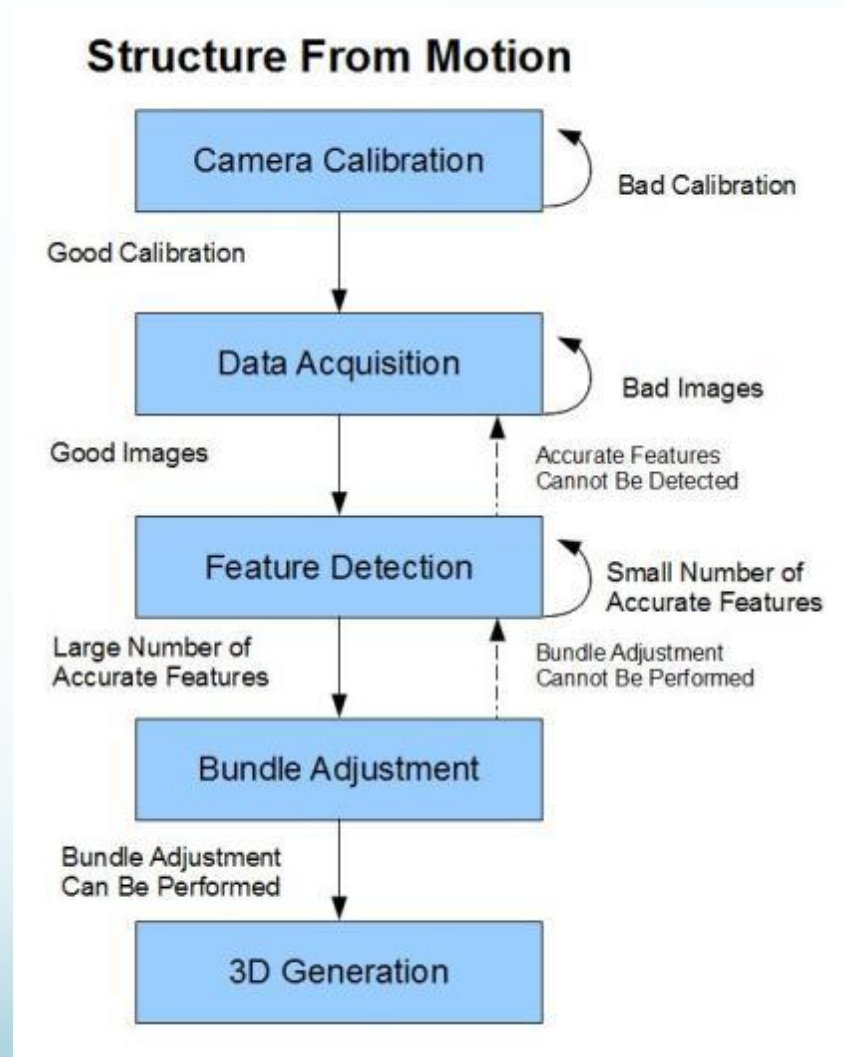 Structure From Motion
Camera Calibration
Bad Calibration
Good Calibration
Data Acquisition
Bad Images
Good Images
Accurate Features
Cannot Be Detected
Feature Detection
Small Number of
Accurate Features
Large Number of
Accurate Features
Bundle Adjustment
Cannot Be Performed
Bundle Adjustment
Bundle Adjustment
Can Be Performed
3D Generation